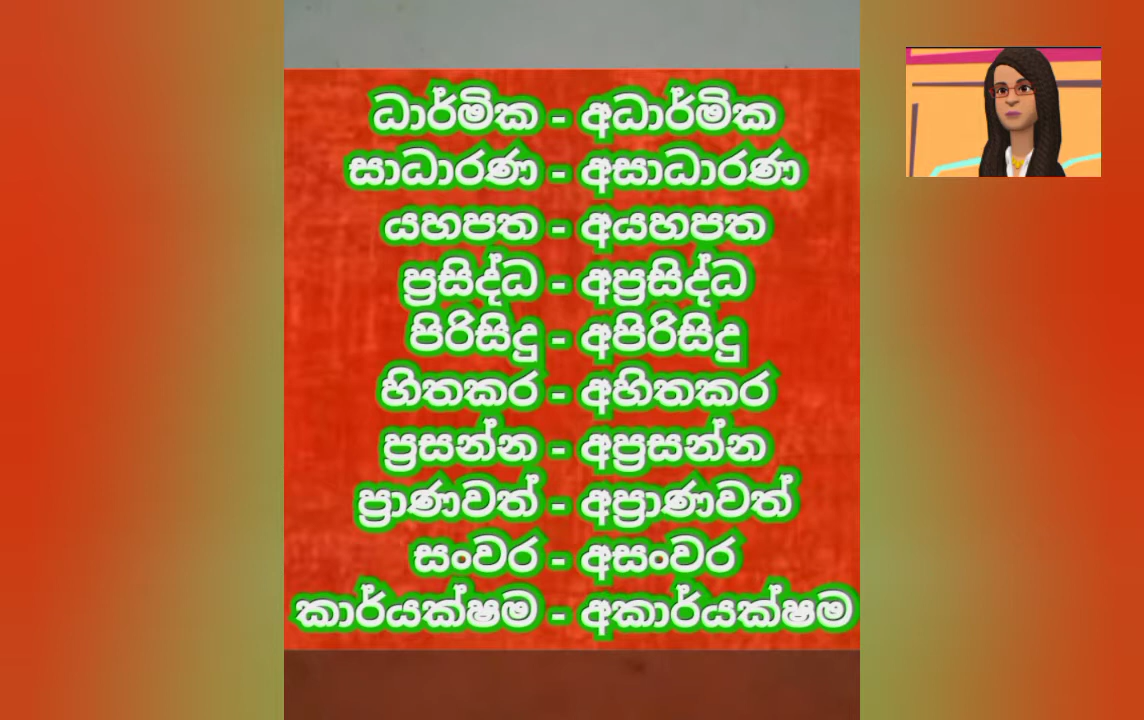 ධාර්මික - අධාර්මික
සාධාරණ - අසාධාරණ
යහපත - අයහපත
ප්‍රසිද්ධ - අප්‍රසිද්ධ
පිරිසිදු - අපිරිසිදු
හිතකර - අහිතකර
ප්‍රසන්න - අප්‍රසන්න
ප්‍රාණවත් - අප්‍රාණවත්
සංවර - අසංවර
කාර්යක්ෂම - අකාර්යක්ෂම